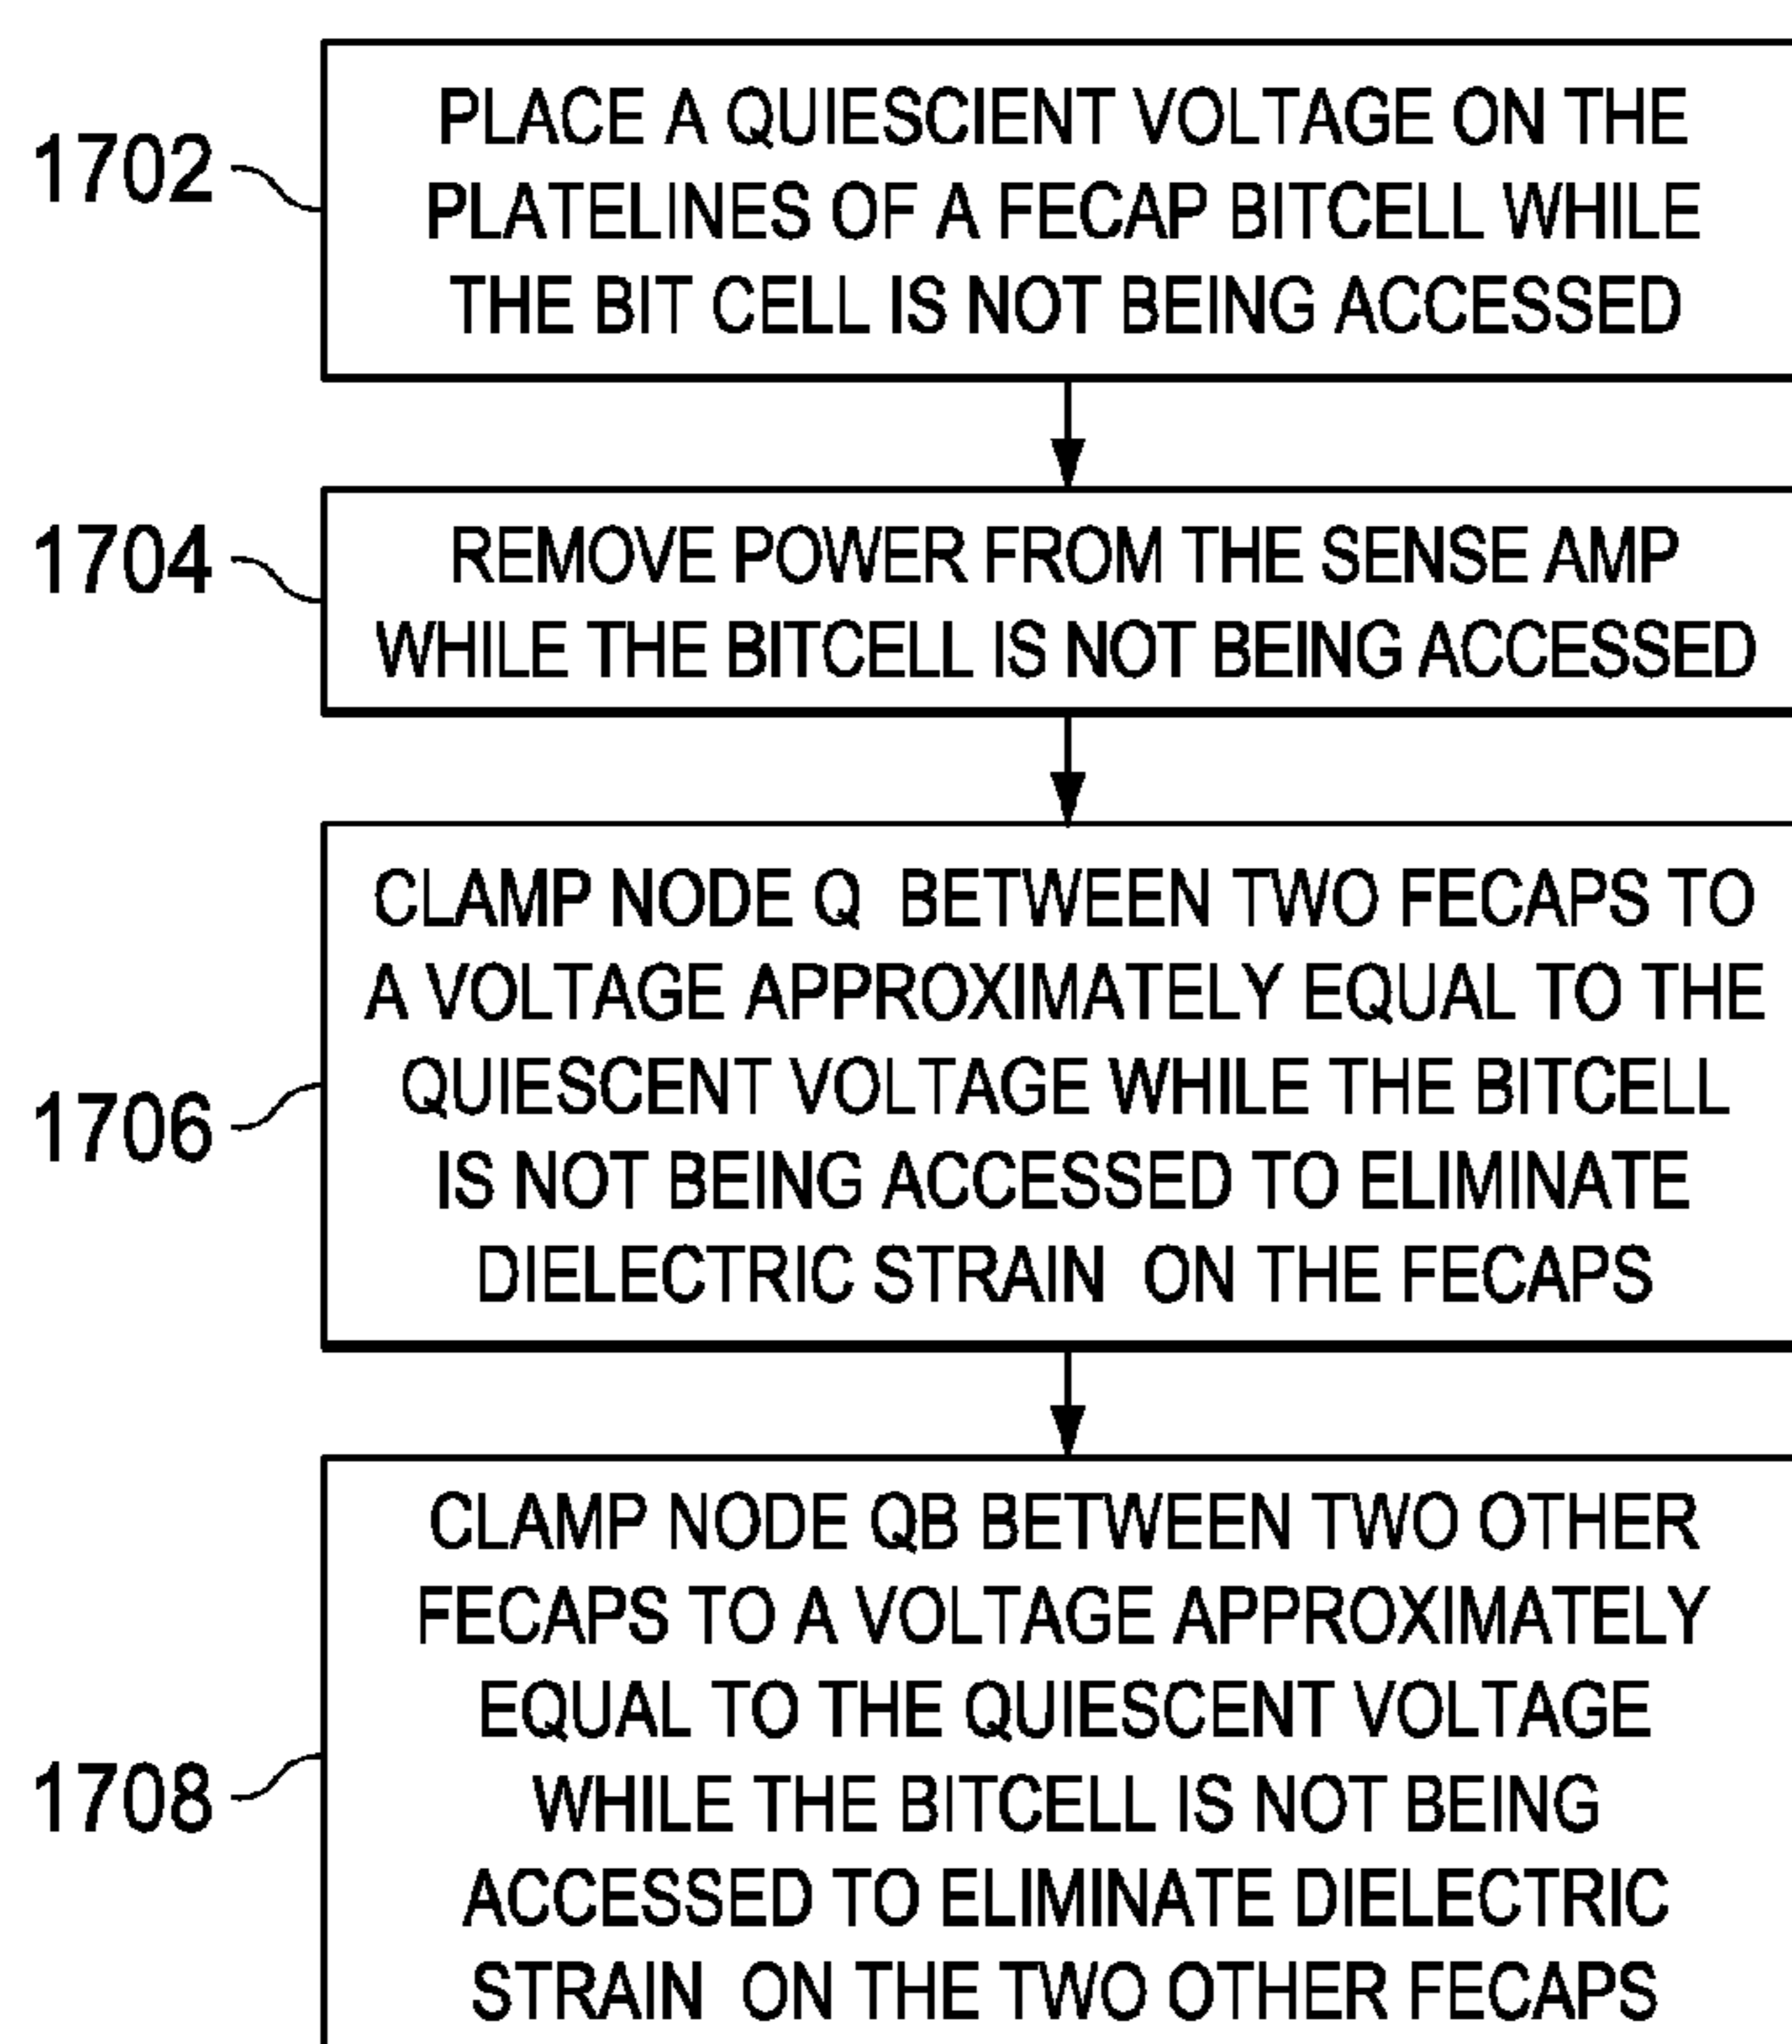 1702
PLACE A QUIESCIENT VOLTAGE ON THE
PLATELINES OF A FECAP BITCELL WHILE
THE BIT CELL IS NOT BEING ACCESSED
1704
REMOVE POWER FROM THE SENSE AMP
WHILE THE BITCELL IS NOT BEING ACCESSED
1706
CLAMP NODE Q BETWEEN TWO FECAPS TO
A VOLTAGE APPROXIMATELY EQUAL TO THE
QUIESCENT VOLTAGE WHILE THE BITCELL
IS NOT BEING ACCESSED TO ELIMINATE
DIELECTRIC STRAIN ON THE FECAPS
1708
CLAMP NODE QB BETWEEN TWO OTHER
FECAPS TO A VOLTAGE APPROXIMATELY
EQUAL TO THE QUIESCENT VOLTAGE
WHILE THE BITCELL IS NOT BEING
ACCESSED TO ELIMINATE DIELECTRIC
STRAIN ON THE TWO OTHER FECAPS